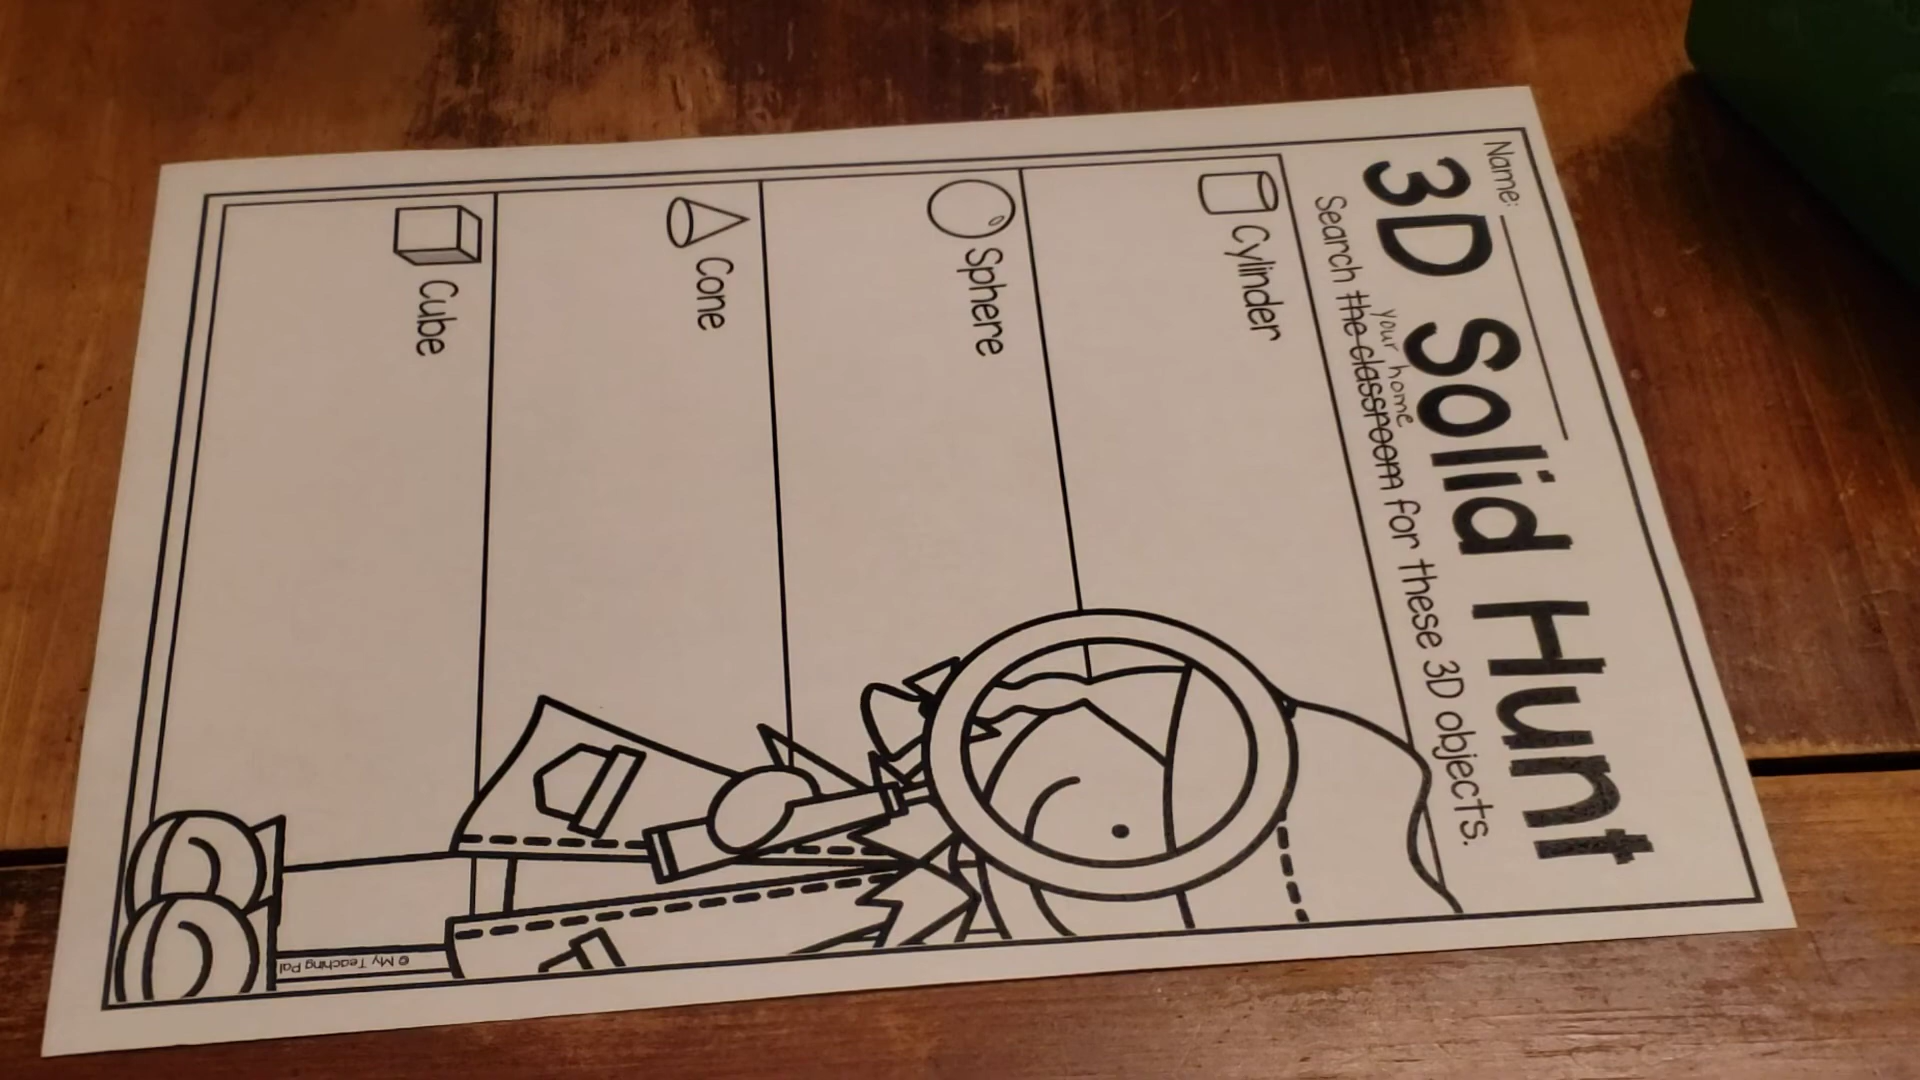 Name:
3D Solid Hunt
your home
Search the classroom for these 3D objects.
Cylinder
Sphere
Cone
Cube
© My Teaching Pal